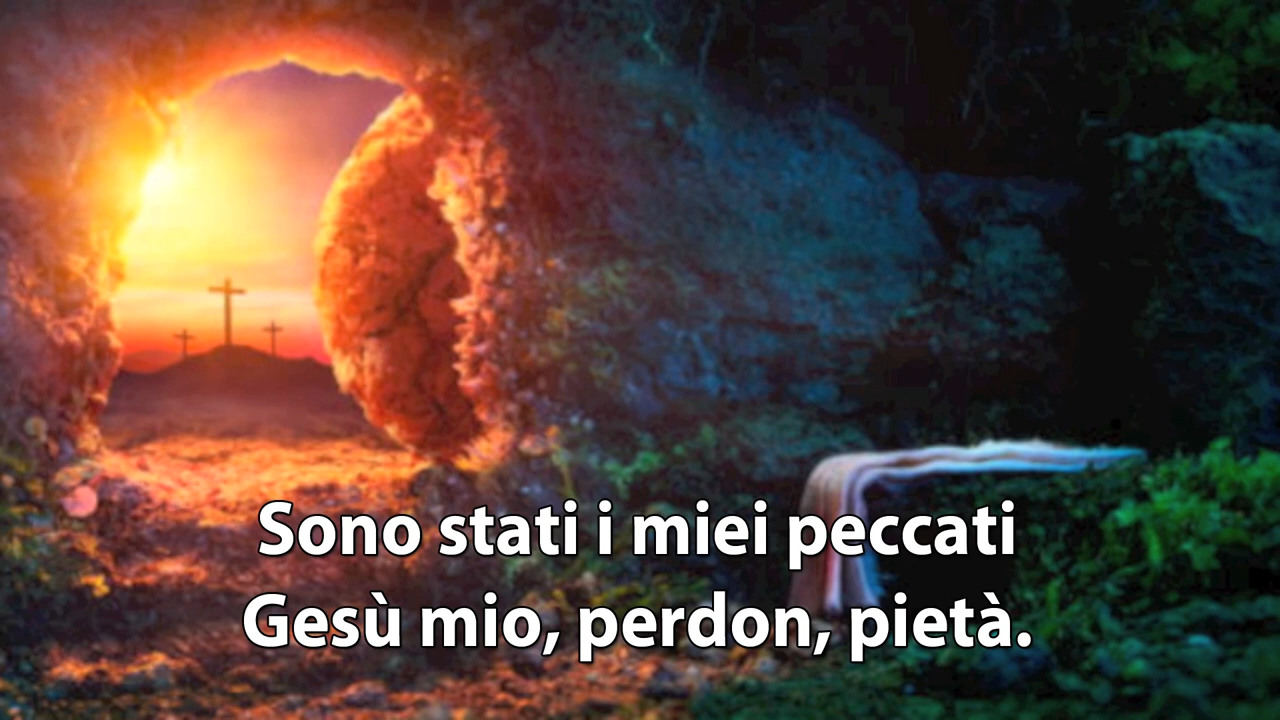 Sono stati i miei peccati
Gesù mio, perdon, pietà.